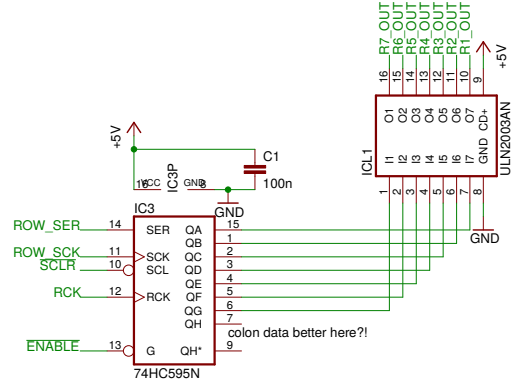 R7_OUT
R6_OUT
R5_OUT
R4_OUT
R3_OUT
R2_OUT
R1_OUT
+5V
16
15
14
13
12
11
10
9
O1
O2
O3
O4
O5
O6
O7
CD+
ICL1
ULN2003AN
I1
I2
I3
I4
I5
I6
I7
GND
1
2
3
4
5
6
7
8
GND
+5V
C1
100n
16
VCC
IC3P
GND
8
GND
IC3
ROW_SER 14 SER QA 15
QB 1
ROW_SCK 11 SCK QC 2
SCLR 10 SCL QD 3
QE 4
RCK 12 RCK QF 5
QG 6
QH 7
colon data better here?!
ENABLE 13 G QH* 9
74HC595N